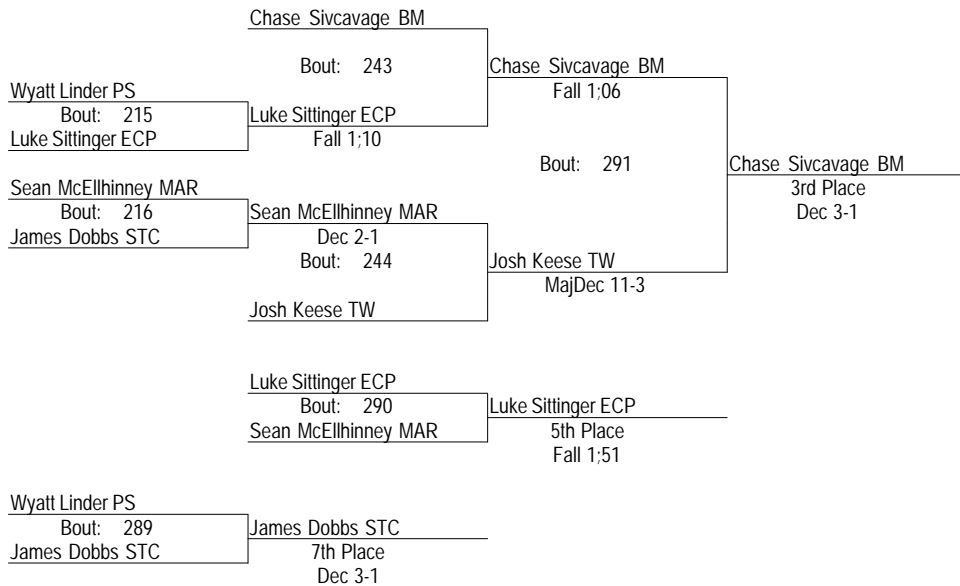 Chase Sivcavage BM
Bout: 243
Chase Sivcavage BM
Fall 1;06
Wyatt Linder PS
Bout: 215
Luke Sittinger ECP
Luke Sittinger ECP
Fall 1;10
Bout: 291
Chase Sivcavage BM
3rd Place
Dec 3-1
Sean McEllhinney MAR
Bout: 216
James Dobbs STC
Sean McEllhinney MAR
Dec 2-1
Bout: 244
Josh Keese TW
MajDec 11-3
Josh Keese TW
Luke Sittinger ECP
Bout: 290
Sean McEllhinney MAR
Luke Sittinger ECP
5th Place
Fall 1;51
Wyatt Linder PS
Bout: 289
James Dobbs STC
James Dobbs STC
7th Place
Dec 3-1